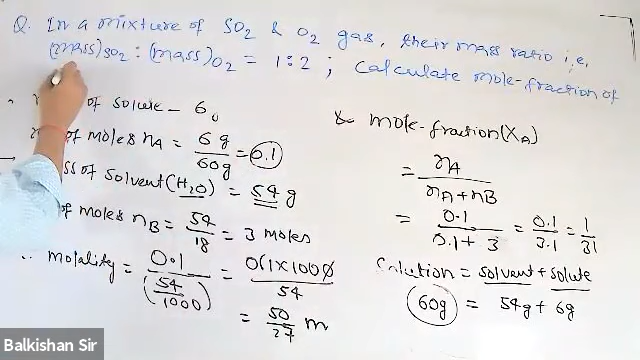 Q. In a mixture of SO2 & O2 gas, their mass ratio i.e,
(mass)SO2 : (mass)O2 = 1:2 ; Calculate mole-fraction of
of solute - 6
of moles nA = 6g/60g = 0.1
of solvent (H2O) = 54 g
of moles nB = 54/18 = 3 moles
∴ Molality = 0.1/(54/1000) = 0.1×1000/54
= 50/27 m
mole-fraction (XA)
= nA/nA+nB
= 0.1/0.1+3 = 0.1/3.1 = 1/31
Solution = solvent + solute
60g = 54g + 6g
Balkishan Sir